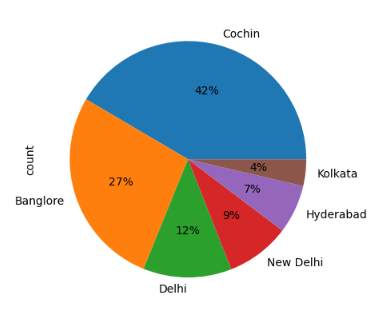 Cochin
42%
count
4%
Kolkata
27%
7%
Banglore
Hyderabad
9%
12%
New Delhi
Delhi